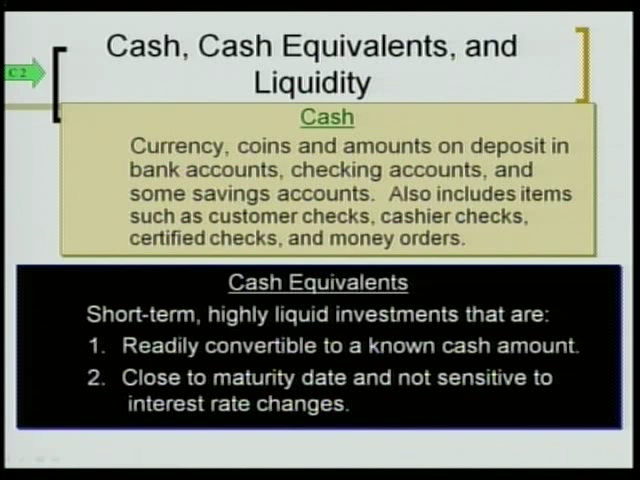 Cash, Cash Equivalents, and
Liquidity
C 2
Cash
Currency, coins and amounts on deposit in
bank accounts, checking accounts, and
some savings accounts. Also includes items
such as customer checks, cashier checks,
certified checks, and money orders.
Cash Equivalents
Short-term, highly liquid investments that are:
1. Readily convertible to a known cash amount.
2. Close to maturity date and not sensitive to
interest rate changes.